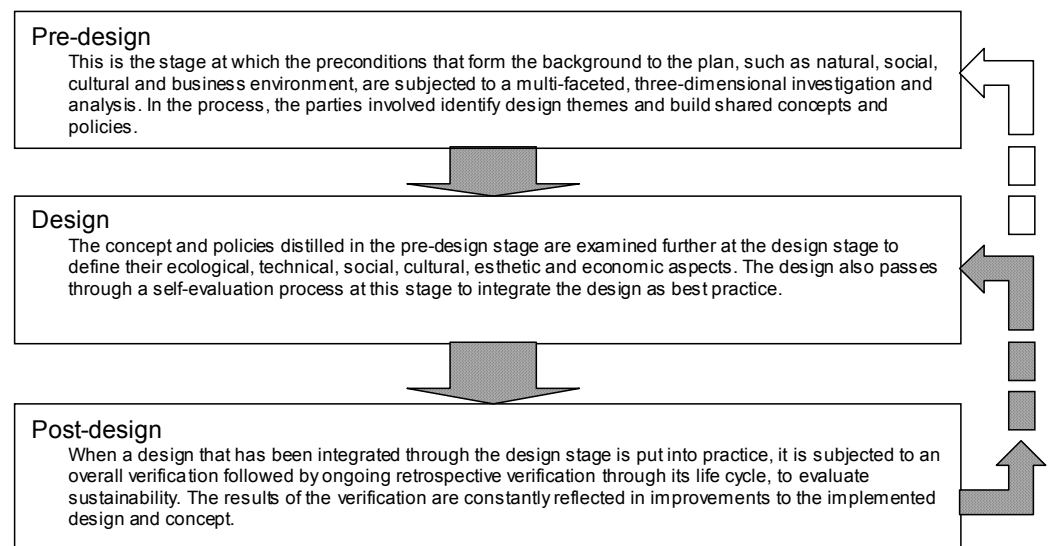 Pre-design
This is the stage at which the preconditions that form the background to the plan, such as natural, social,
cultural and business environment, are subjected to a multi-faceted, three-dimensional investigation and
analysis. In the process, the parties involved identify design themes and build shared concepts and
policies.
Design
The concept and policies distilled in the pre-design stage are examined further at the design stage to
define their ecological, technical, social, cultural, esthetic and economic aspects. The design also passes
through a self-evaluation process at this stage to integrate the design as best practice.
Post-design
When a design that has been integrated through the design stage is put into practice, it is subjected to an
overall verification followed by ongoing retrospective verification through its life cycle, to evaluate
sustainability. The results of the verification are constantly reflected in improvements to the implemented
design and concept.